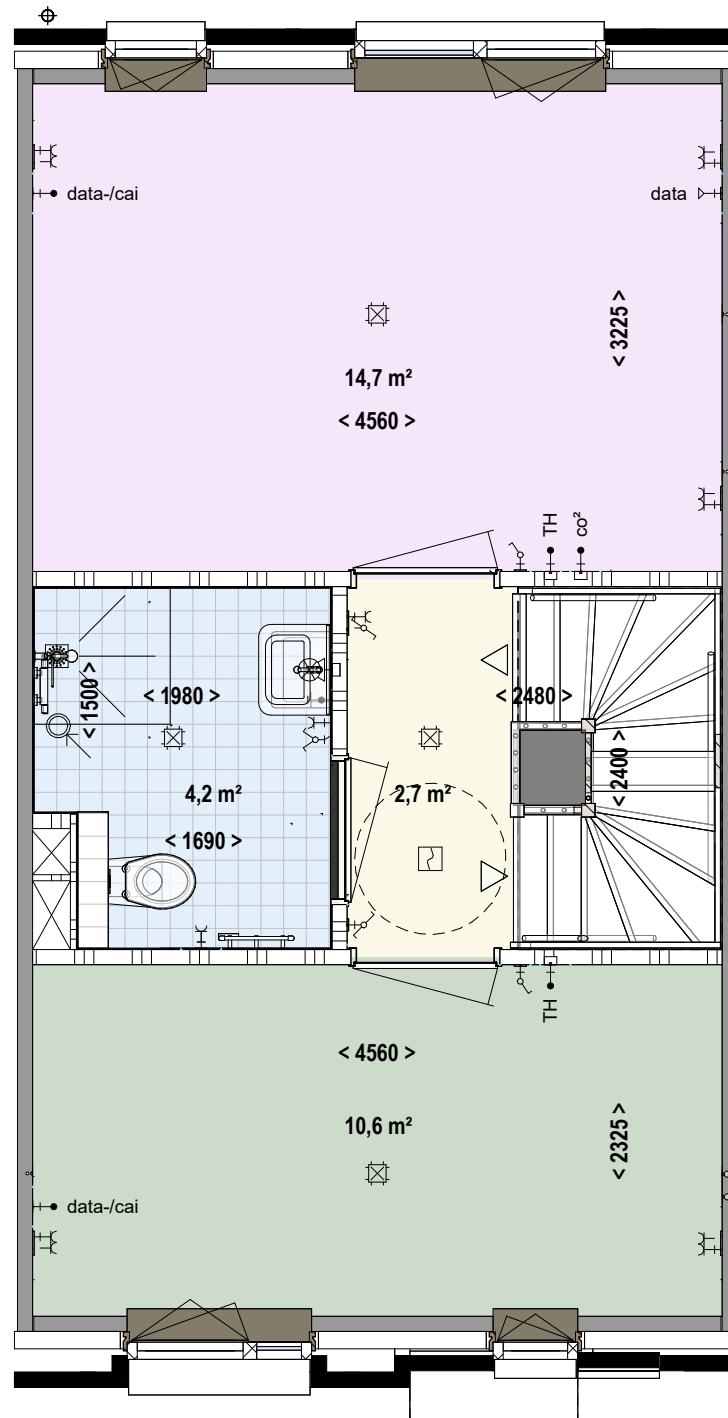 data-/cai
data
< 3225 >
14,7 m²
< 4560 >
TH
co²
< 1500 >
< 1980 >
< 2480 >
< 2400 >
4,2 m²
2,7 m²
< 1690 >
TH
< 4560 >
10,6 m²
< 2325 >
data-/cai